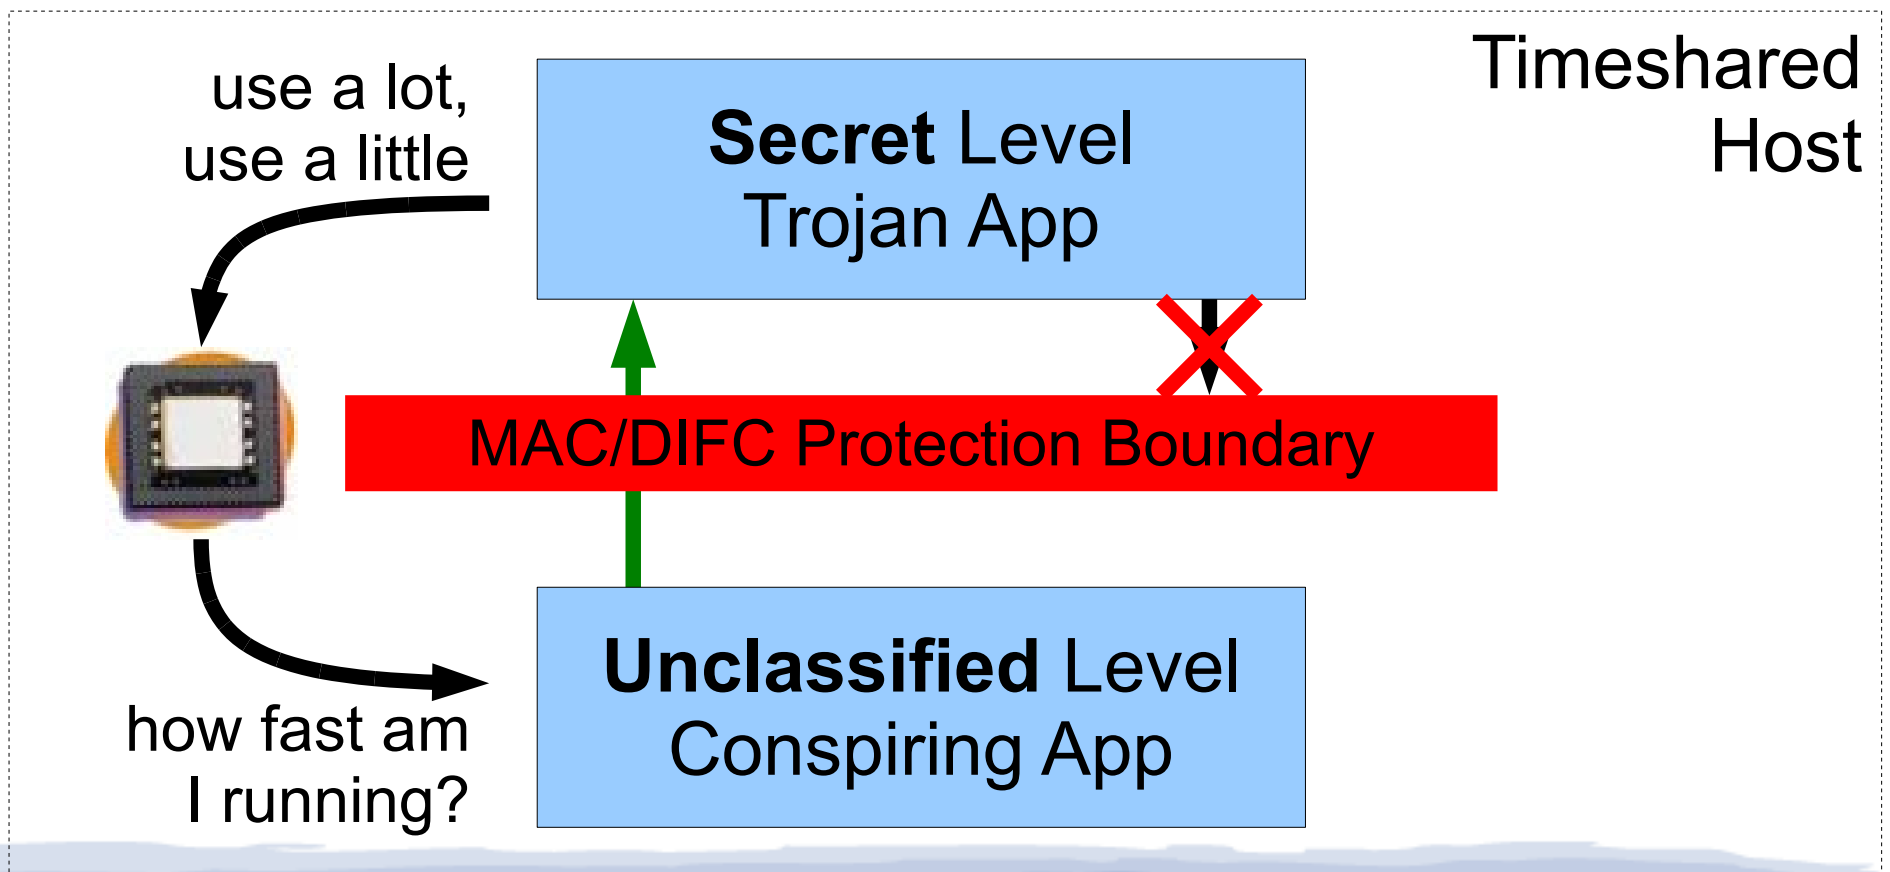 Timeshared
Host
use a lot,
use a little
Secret Level
Trojan App
MAC/DIFC Protection Boundary
Unclassified Level
Conspiring App
how fast am
I running?